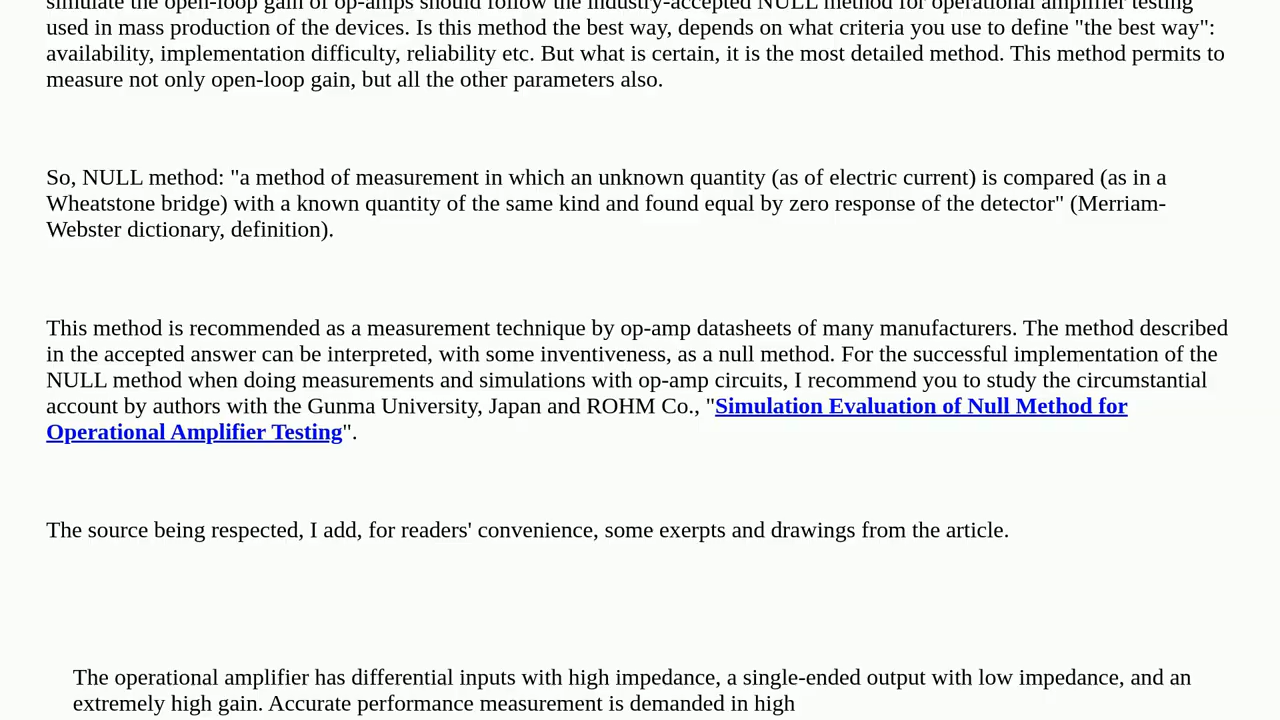 simulate the open-loop gain of op-amps should follow the industry-accepted NULL method for operational amplifier testing
used in mass production of the devices. Is this method the best way, depends on what criteria you use to define "the best way":
availability, implementation difficulty, reliability etc. But what is certain, it is the most detailed method. This method permits to
measure not only open-loop gain, but all the other parameters also.
So, NULL method: "a method of measurement in which an unknown quantity (as of electric current) is compared (as in a
Wheatstone bridge) with a known quantity of the same kind and found equal by zero response of the detector" (Merriam-
Webster dictionary, definition).
This method is recommended as a measurement technique by op-amp datasheets of many manufacturers. The method described
in the accepted answer can be interpreted, with some inventiveness, as a null method. For the successful implementation of the
NULL method when doing measurements and simulations with op-amp circuits, I recommend you to study the circumstantial
account by authors with the Gunma University, Japan and ROHM Co., "Simulation Evaluation of Null Method for
Operational Amplifier Testing".
The source being respected, I add, for readers' convenience, some exerpts and drawings from the article.
The operational amplifier has differential inputs with high impedance, a single-ended output with low impedance, and an
extremely high gain. Accurate performance measurement is demanded in high